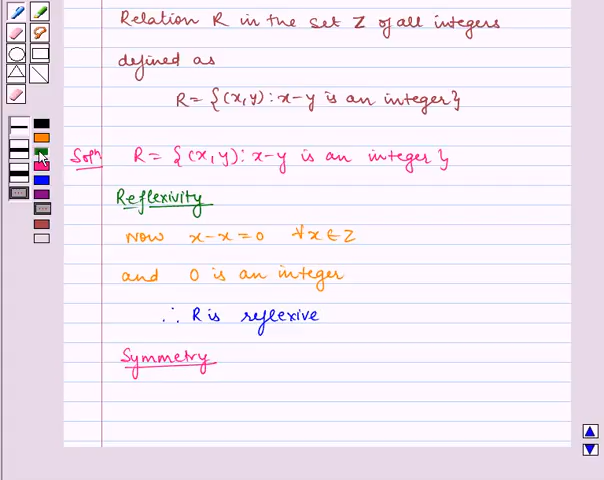 Relation R in the set Z of all integers
defined as
R = {(x,y): x-y is an integer}
Solⁿ R = {(x,y): x-y is an integer}
Reflexivity
Now x-x=0 ∀x∈Z
and 0 is an integer
∴ R is reflexive
Symmetry